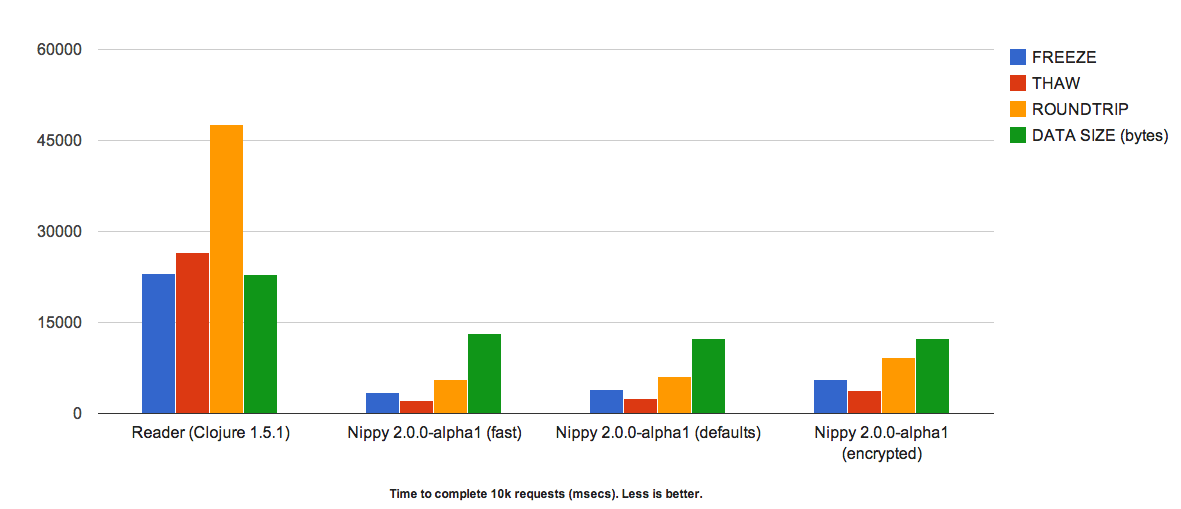 60000
45000
30000
15000
0
FREEZE
THAW
ROUNDTRIP
DATA SIZE (bytes)
Reader (Clojure 1.5.1)
Nippy 2.0.0-alpha1 (fast)
Nippy 2.0.0-alpha1 (defaults)
Nippy 2.0.0-alpha1
(encrypted)
Time to complete 10k requests (msecs). Less is better.